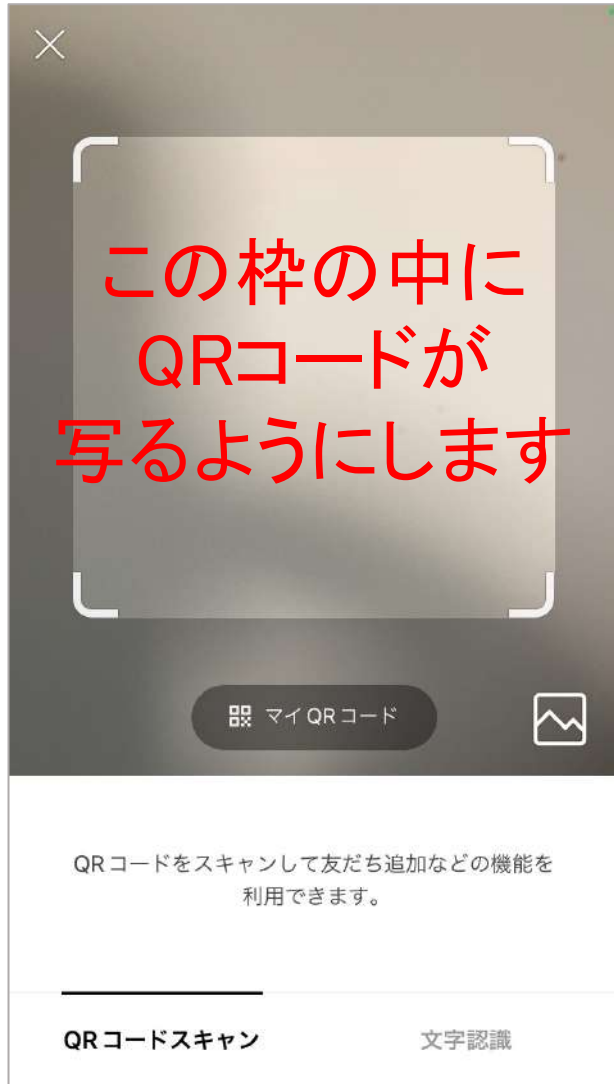 この枠の中に
QRコードが
写るようにします
マイQRコード
QRコードをスキャンして友だち追加などの機能を
利用できます。
QRコードスキャン
文字認識